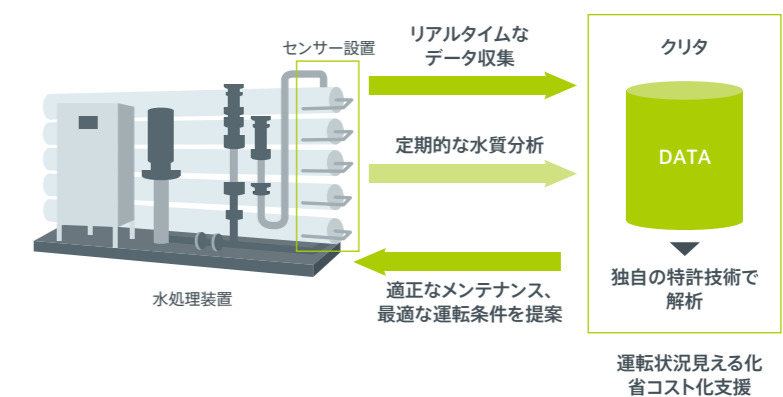 センサー設置
水処理装置
リアルタイムな
データ収集
定期的な水質分析
適正なメンテナンス、
最適な運転条件を提案
クリタ
DATA
独自の特許技術で
解析
運転状況見える化
省コスト化支援